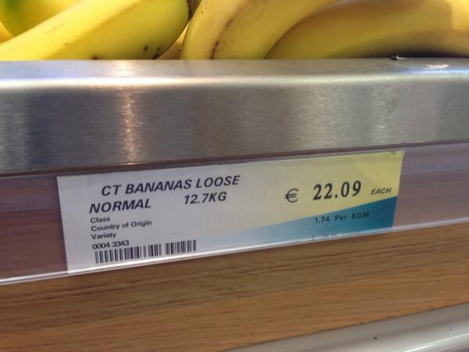 CT BANANAS LOOSE
NORMAL 12.7KG
€ 22.09 EACH
1.74 Per KGM
Class
Country of Origin
Variety
0004 3343